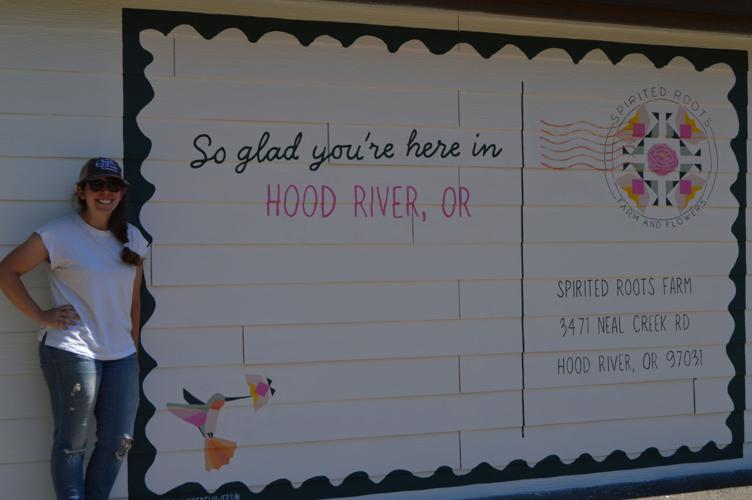 So glad you're here in
HOOD RIVER, OR
SPIRITED ROOTS
FARM AND FLOWERS
SPIRITED ROOTS FARM
3471 NEAL CREEK RD
HOOD RIVER, OR 97031